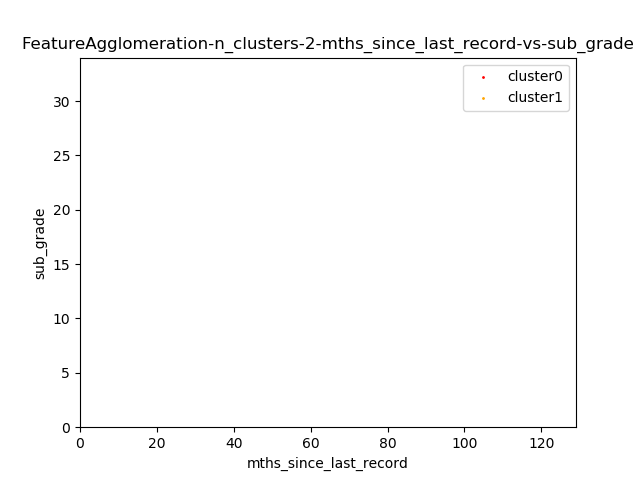 FeatureAgglomeration-n_clusters-2-mths_since_last_record-vs-sub_grade
cluster0
cluster1
30
25
20
15
10
5
0
sub_grade
0 20 40 60 80 100 120
mths_since_last_record